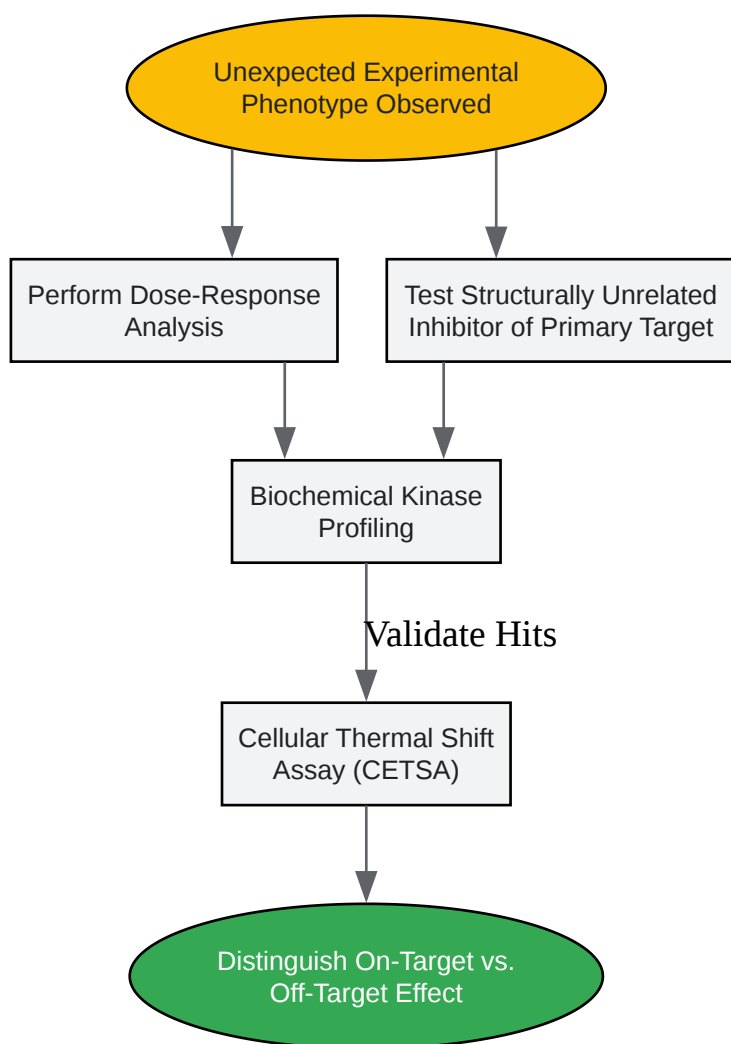 Unexpected Experimental
Phenotype Observed
Perform Dose-Response
Analysis
Test Structurally Unrelated
Inhibitor of Primary Target
Biochemical Kinase
Profiling
Validate Hits
Cellular Thermal Shift
Assay (CETSA)
Distinguish On-Target vs.
Off-Target Effect